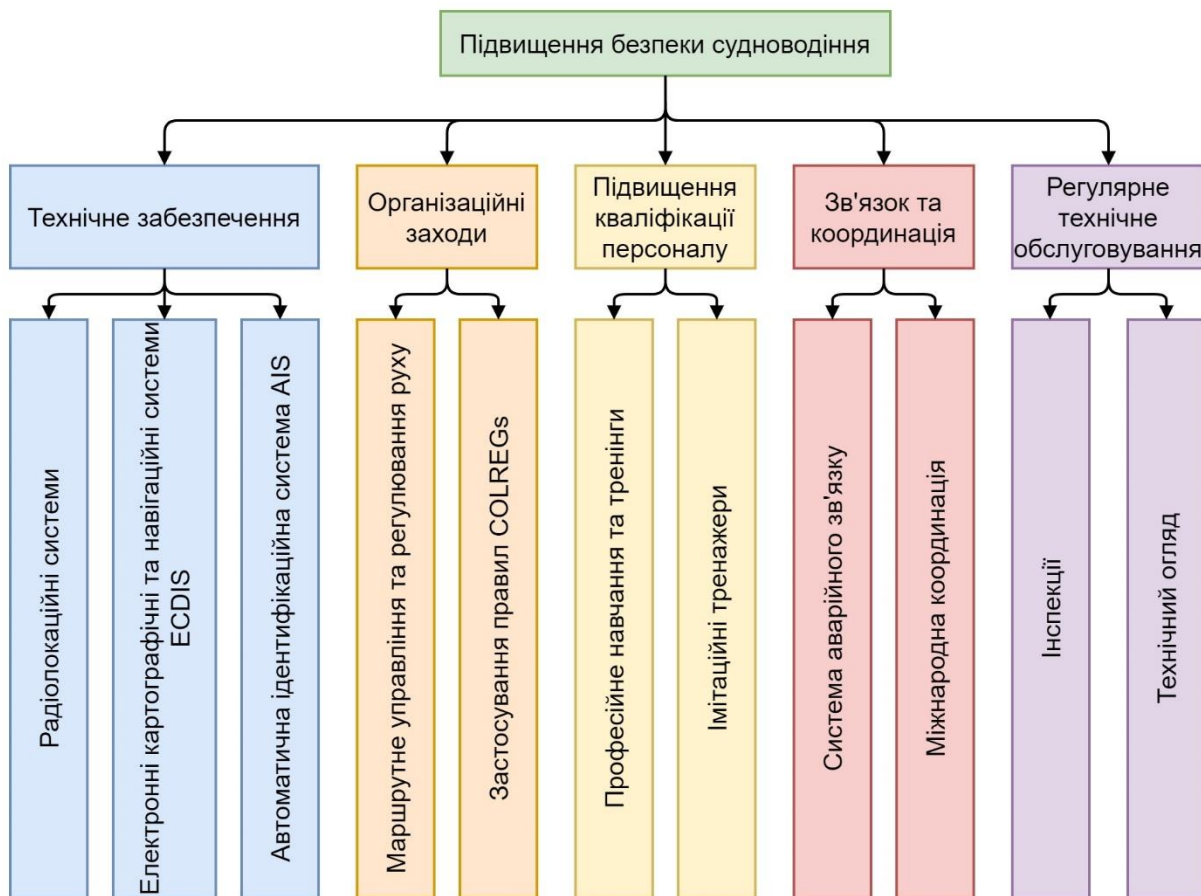 Підвищення безпеки судноводіння
Технічне забезпечення
Організаційні
заходи
Підвищення
кваліфікації
персоналу
Зв'язок та
координація
Регулярне
технічне
обслуговування
Радіолокаційні системи
Електронні картографічні та навігаційні системи
ECDIS
Автоматична ідентифікаційна система AIS
Маршрутне управління та регулювання руху
Застосування правил COLREGs
Професійне навчання та тренінги
Імітаційні тренажери
Система аварійного зв'язку
Міжнародна координація
Інспекції
Технічний огляд